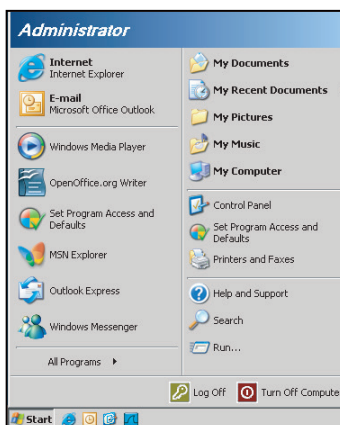 Administrator
Internet
Internet Explorer
E-mail
Microsoft Office Outlook
Windows Media Player
OpenOffice.org Writer
Set Program Access and
Defaults
MSN Explorer
Outlook Express
Windows Messenger
All Programs
My Documents
My Recent Documents
My Pictures
My Music
My Computer
Control Panel
Set Program Access and
Defaults
Printers and Faxes
Help and Support
Search
Run...
Log Off
Turn Off Compute
Start